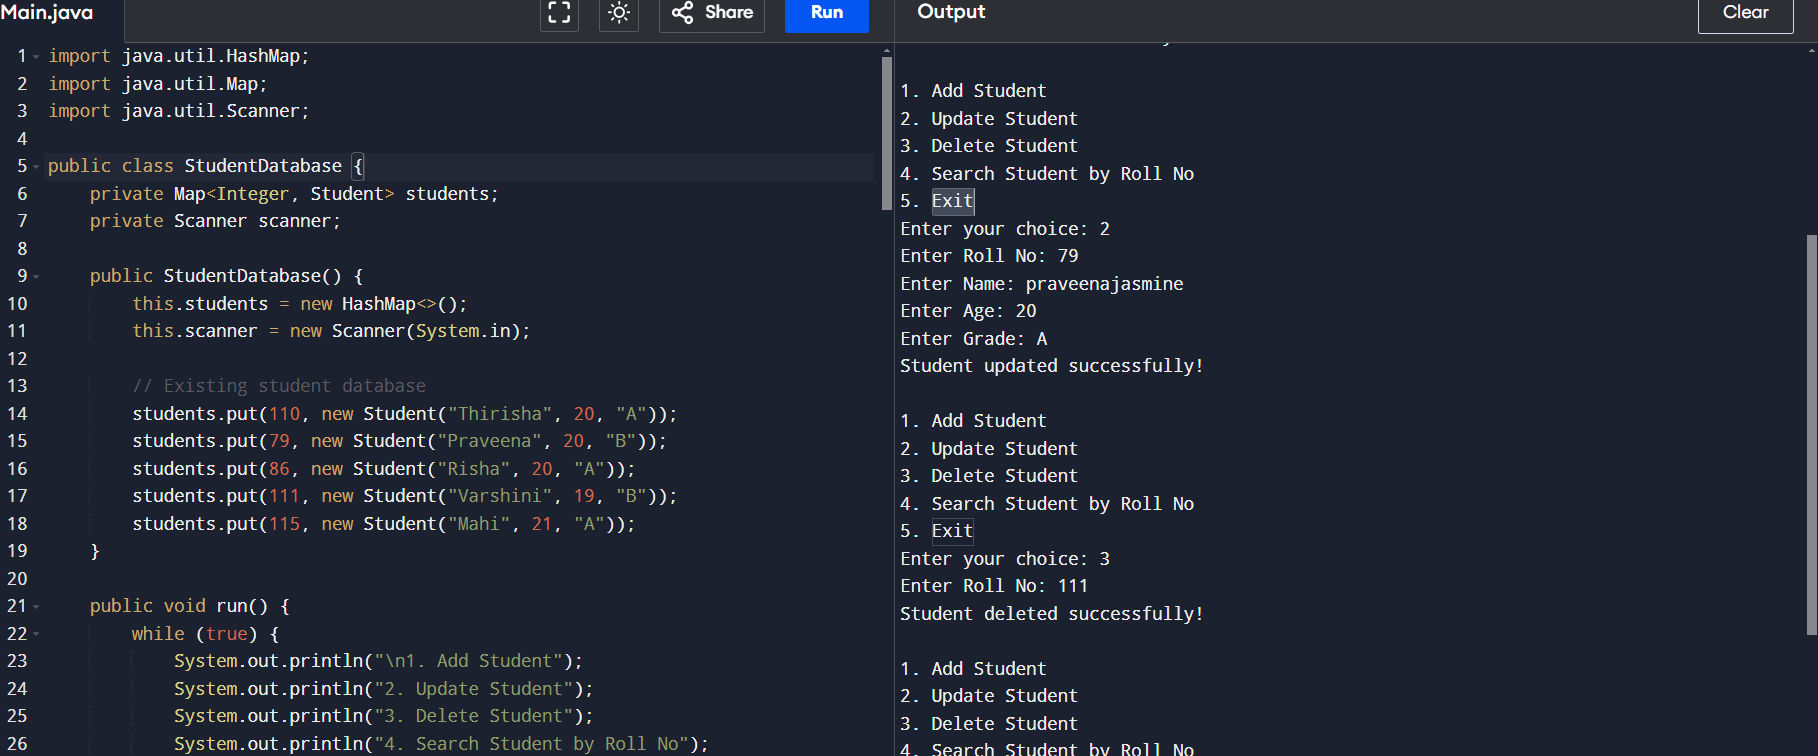 Main.java
Share
Run
Output
Clear
1 import java.util.HashMap;
2 import java.util.Map;
3 import java.util.Scanner;
4
5 public class StudentDatabase {
6 private Map<Integer, Student> students;
7 private Scanner scanner;
8
9 public StudentDatabase() {
10 this.students = new HashMap<>();
11 this.scanner = new Scanner(System.in);
12
13 // Existing student database
14 students.put(110, new Student("Thirisha", 20, "A"));
15 students.put(79, new Student("Praveena", 20, "B"));
16 students.put(86, new Student("Risha", 20, "A"));
17 students.put(111, new Student("Varshini", 19, "B"));
18 students.put(115, new Student("Mahi", 21, "A"));
19 }
20
21 public void run() {
22 while (true) {
23 System.out.println("\n1. Add Student");
24 System.out.println("2. Update Student");
25 System.out.println("3. Delete Student");
26 System.out.println("4. Search Student by Roll No");
1. Add Student
2. Update Student
3. Delete Student
4. Search Student by Roll No
5. Exit
Enter your choice: 2
Enter Roll No: 79
Enter Name: praveenajasmine
Enter Age: 20
Enter Grade: A
Student updated successfully!
1. Add Student
2. Update Student
3. Delete Student
4. Search Student by Roll No
5. Exit
Enter your choice: 3
Enter Roll No: 111
Student deleted successfully!
1. Add Student
2. Update Student
3. Delete Student
4. Search Student by Roll No